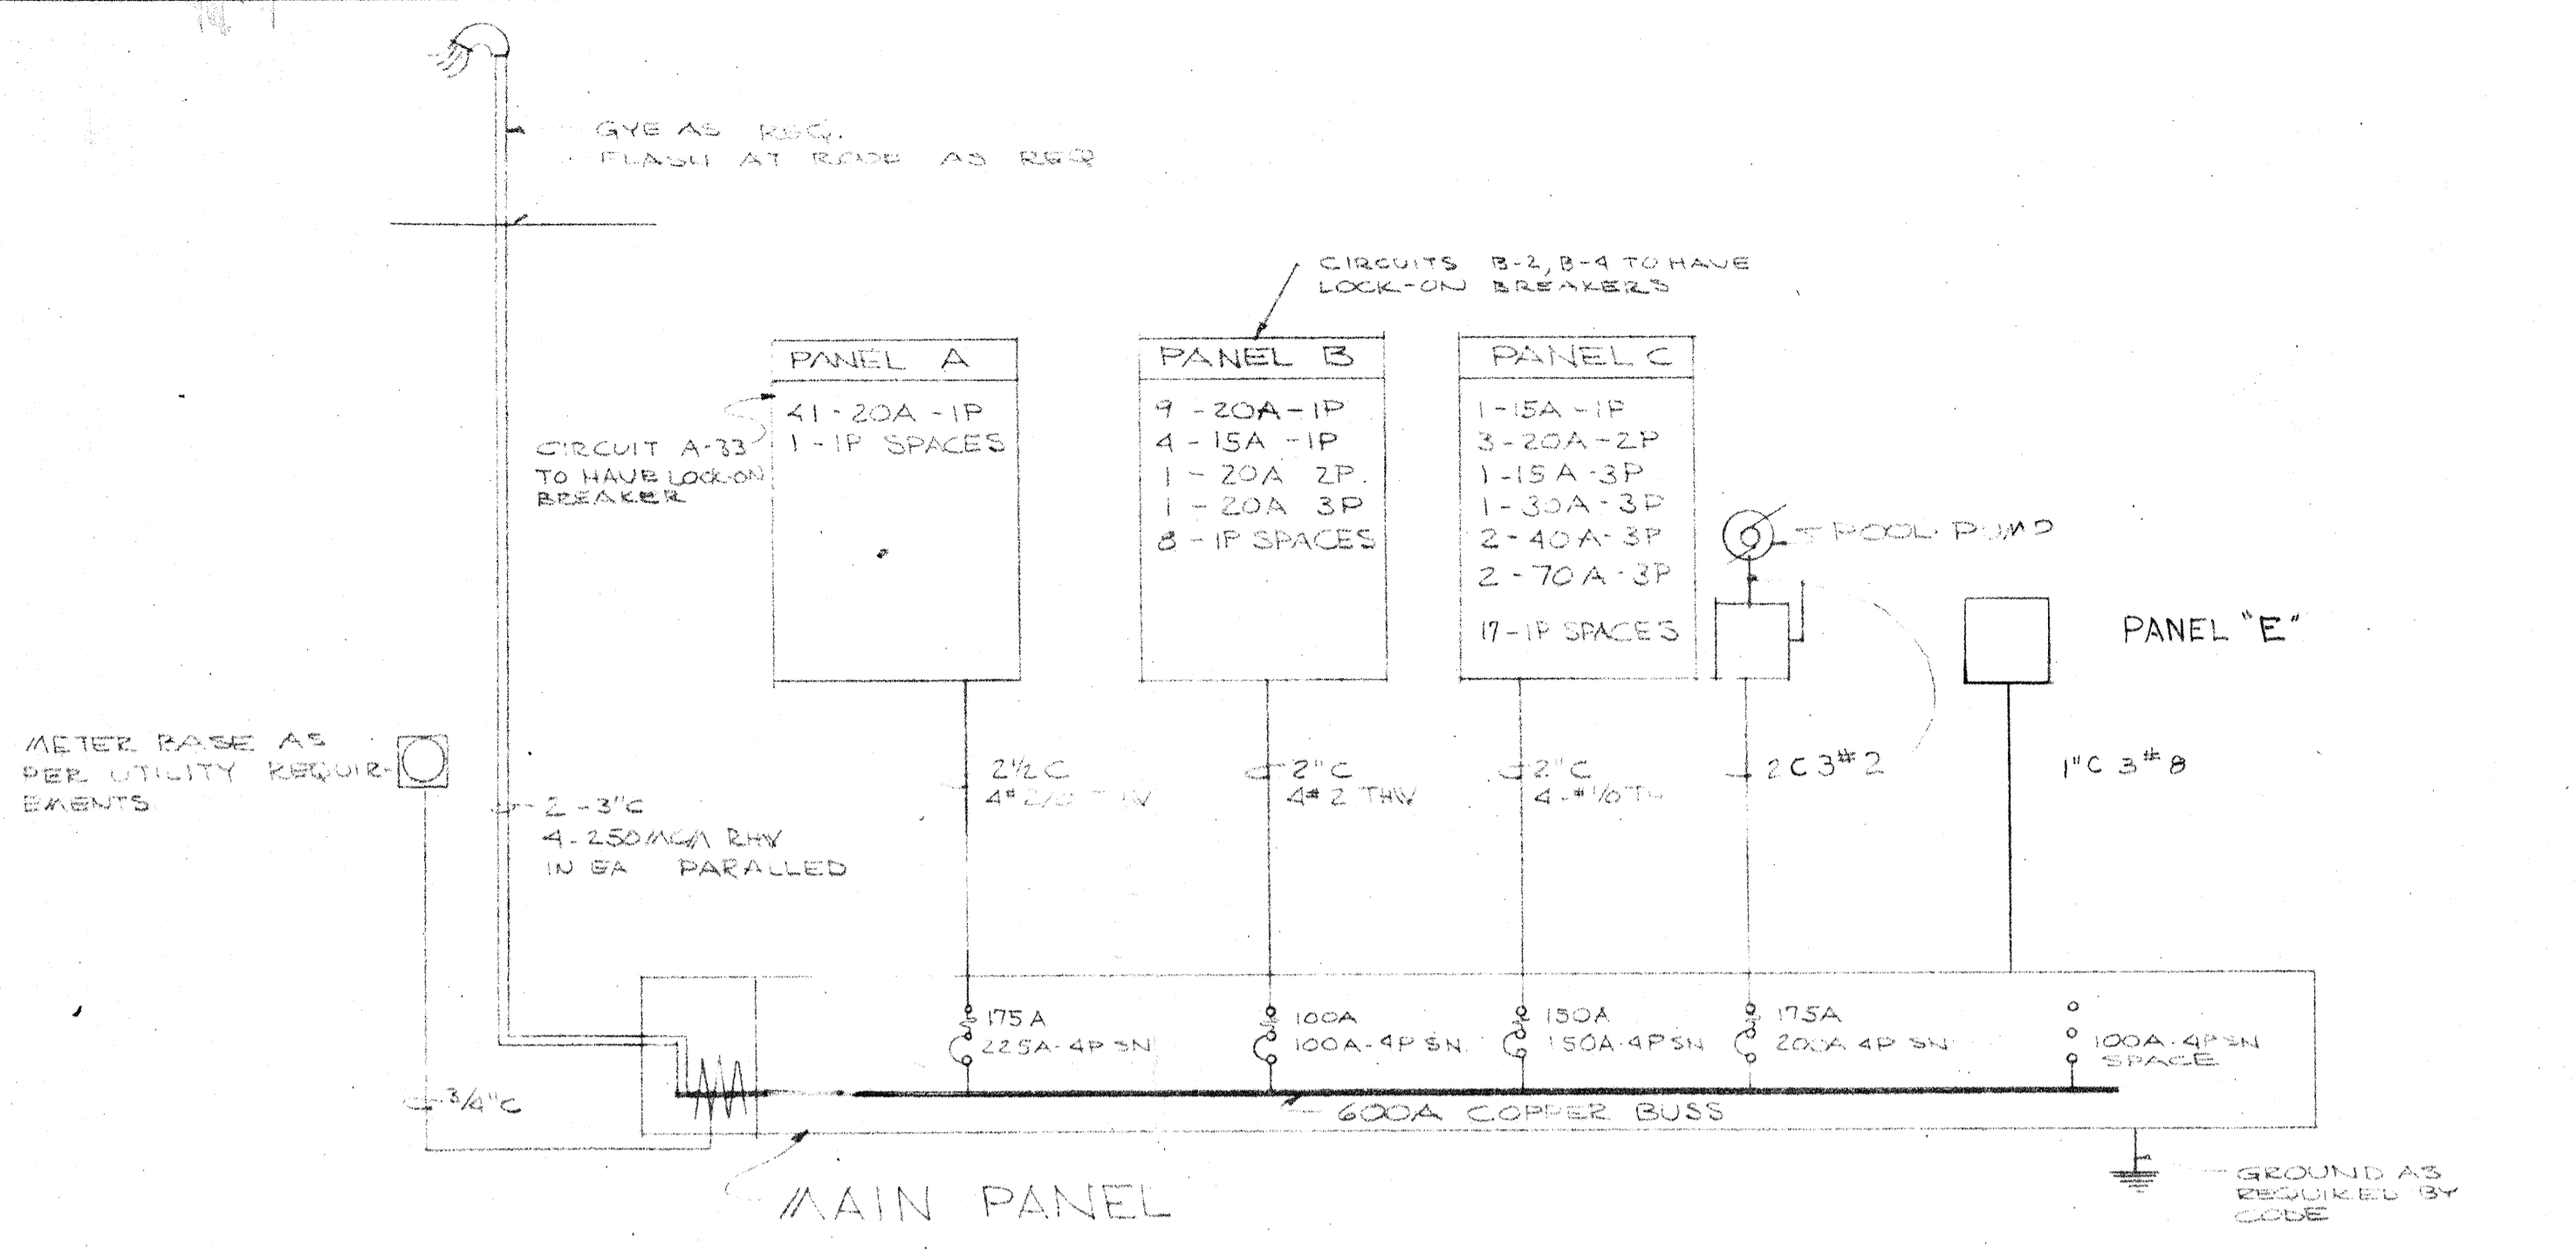 GYE AS REQ.
FLASH AT ROOF AS REQ
CIRCUITS B-2, B-4 TO HAVE
LOCK-ON BREAKERS
PANEL A
41-20A-1P
1-1P SPACES
CIRCUIT A-33
TO HAVE LOCK-ON
BREAKER
PANEL B
9-20A-1P
4-15A-1P
1-20A 2P.
1-20A 3P
8-1P SPACES
PANEL C
1-15A-1P
3-20A-2P
1-15A-3P
1-30A-3P
2-40A-3P
2-70A-3P
17-1P SPACES
POOL PUMP
PANEL "E"
METER BASE AS
PER UTILITY REQUIR-
EMENTS
2-3"C
4-250MCM RHW
IN EA PARALLED
2½C
4#2/0
2"C
4#2 THW
2"C
4-#1/0
2C 3#2
1"C 3#8
175A
225A-4P SN
100A
100A-4P SN
150A
150A-4P SN
175A
200A 4P SN
100A-4P SN
SPACE
600A COPPER BUSS
3/4"C
MAIN PANEL
GROUND AS
REQUIRED BY
CODE